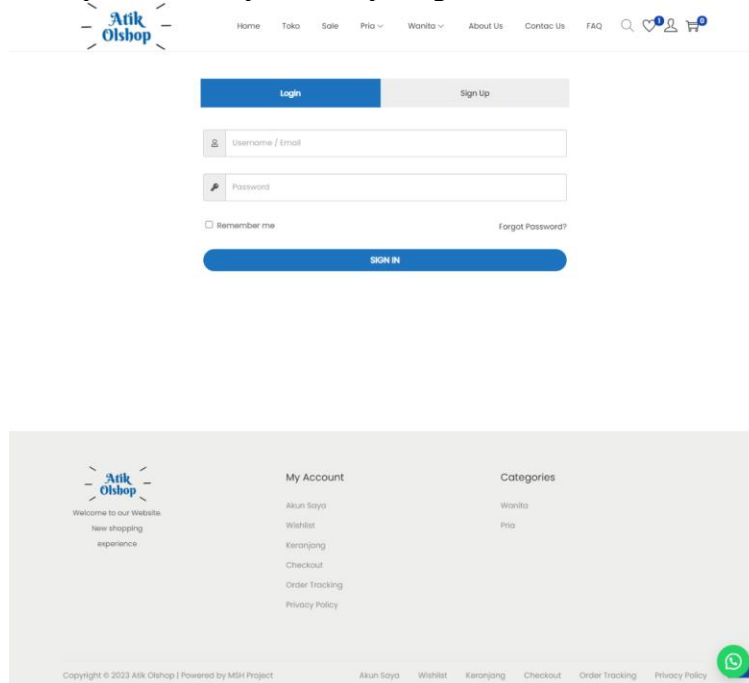 Atik
Olshop
Home Toko Sale Pria Wanita About Us Contac Us FAQ 1 0
Login Sign Up
Username / Email
Password
Remember me Forgot Password?
SIGN IN
Atik
Olshop
Welcome to our Website.
New shopping
experience
My Account
Akun Saya
Wishlist
Keranjang
Checkout
Order Tracking
Privacy Policy
Categories
Wanita
Pria
Copyright © 2023 Atik Olshop | Powered by MSH Project Akun Saya Wishlist Keranjang Checkout Order Tracking Privacy Policy